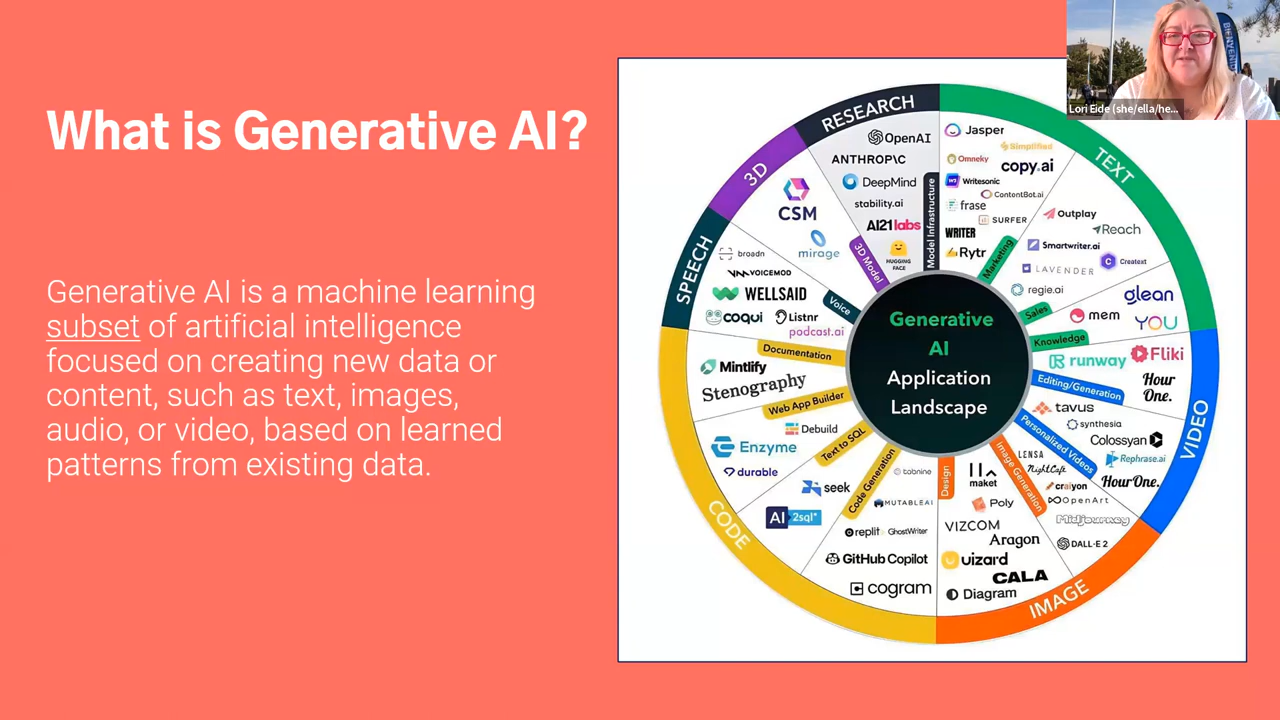 What is Generative AI?
Generative AI is a machine learning
subset of artificial intelligence
focused on creating new data or
content, such as text, images,
audio, or video, based on learned
patterns from existing data.
Lori Eide (she/ella/he...
RESEARCH
OpenAI
ANTHROP\C
DeepMind
stability.ai
AI21labs
HUGGING
FACE
Model Infrastructure
TEXT
Jasper
Simplified
Omneky
copy.ai
Writesonic
ContentBot.ai
frase
SURFER
WRITER
Rytr
Marketing
Outplay
Reach
Smartwriter.ai
Creatext
LAVENDER
regie.ai
Sales
glean
mem
YOU
Knowledge
VIDEO
runway
Fliki
Hour
One.
Editing/Generation
tavus
synthesia
Colossyan
Rephrase.ai
HourOne.
Personalized Videos
IMAGE
LENSA
NightCafe
craiyon
OpenArt
Midjourney
DALL·E 2
Image Generation
Design
maket
Poly
VIZCOM
Aragon
uizard
CALA
Diagram
CODE
Code Generation
tabnine
MUTABLEAI
replit GhostWriter
GitHub Copilot
cogram
Text to SQL
seek
AI 2sql
Web App Builder
Debuild
Enzyme
durable
Documentation
Mintlify
Stenography
SPEECH
broadn
VOICEMOD
WELLSAID
coqui
Listnr
podcast.ai
Voice
3D
CSM
mirage
3D Model
Generative
AI
Application
Landscape